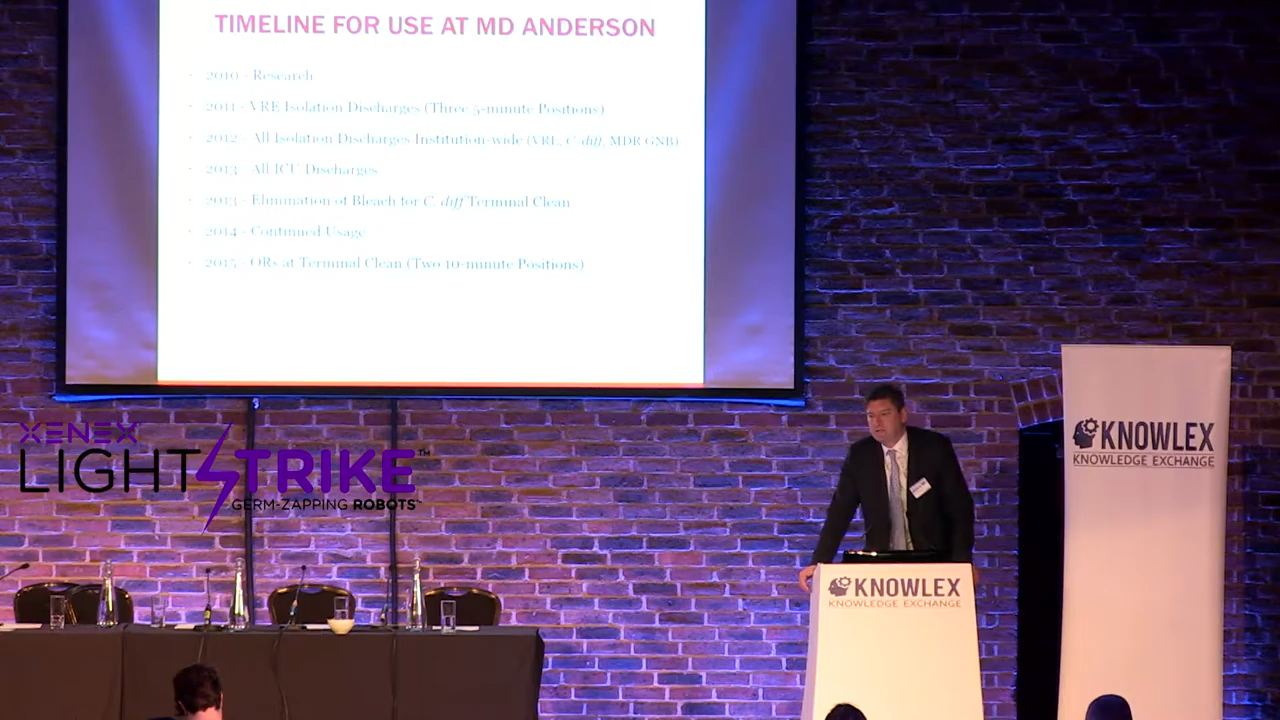 TIMELINE FOR USE AT MD ANDERSON
· 2010 - Research
· 2011 - VRE Isolation Discharges (Three 5-minute Positions)
· 2012 - All Isolation Discharges Institution-wide (VRE, C. diff, MDR GNB)
· 2013 - All ICU Discharges
· 2013 - Elimination of Bleach for C. diff Terminal Clean
· 2014 - Continued Usage
· 2015 - ORs at Terminal Clean (Two 10-minute Positions)
XENEX
LIGHTSTRIKE™
GERM-ZAPPING ROBOTS™
KNOWLEX
KNOWLEDGE EXCHANGE
KNOWLEX
KNOWLEDGE EXCHANGE